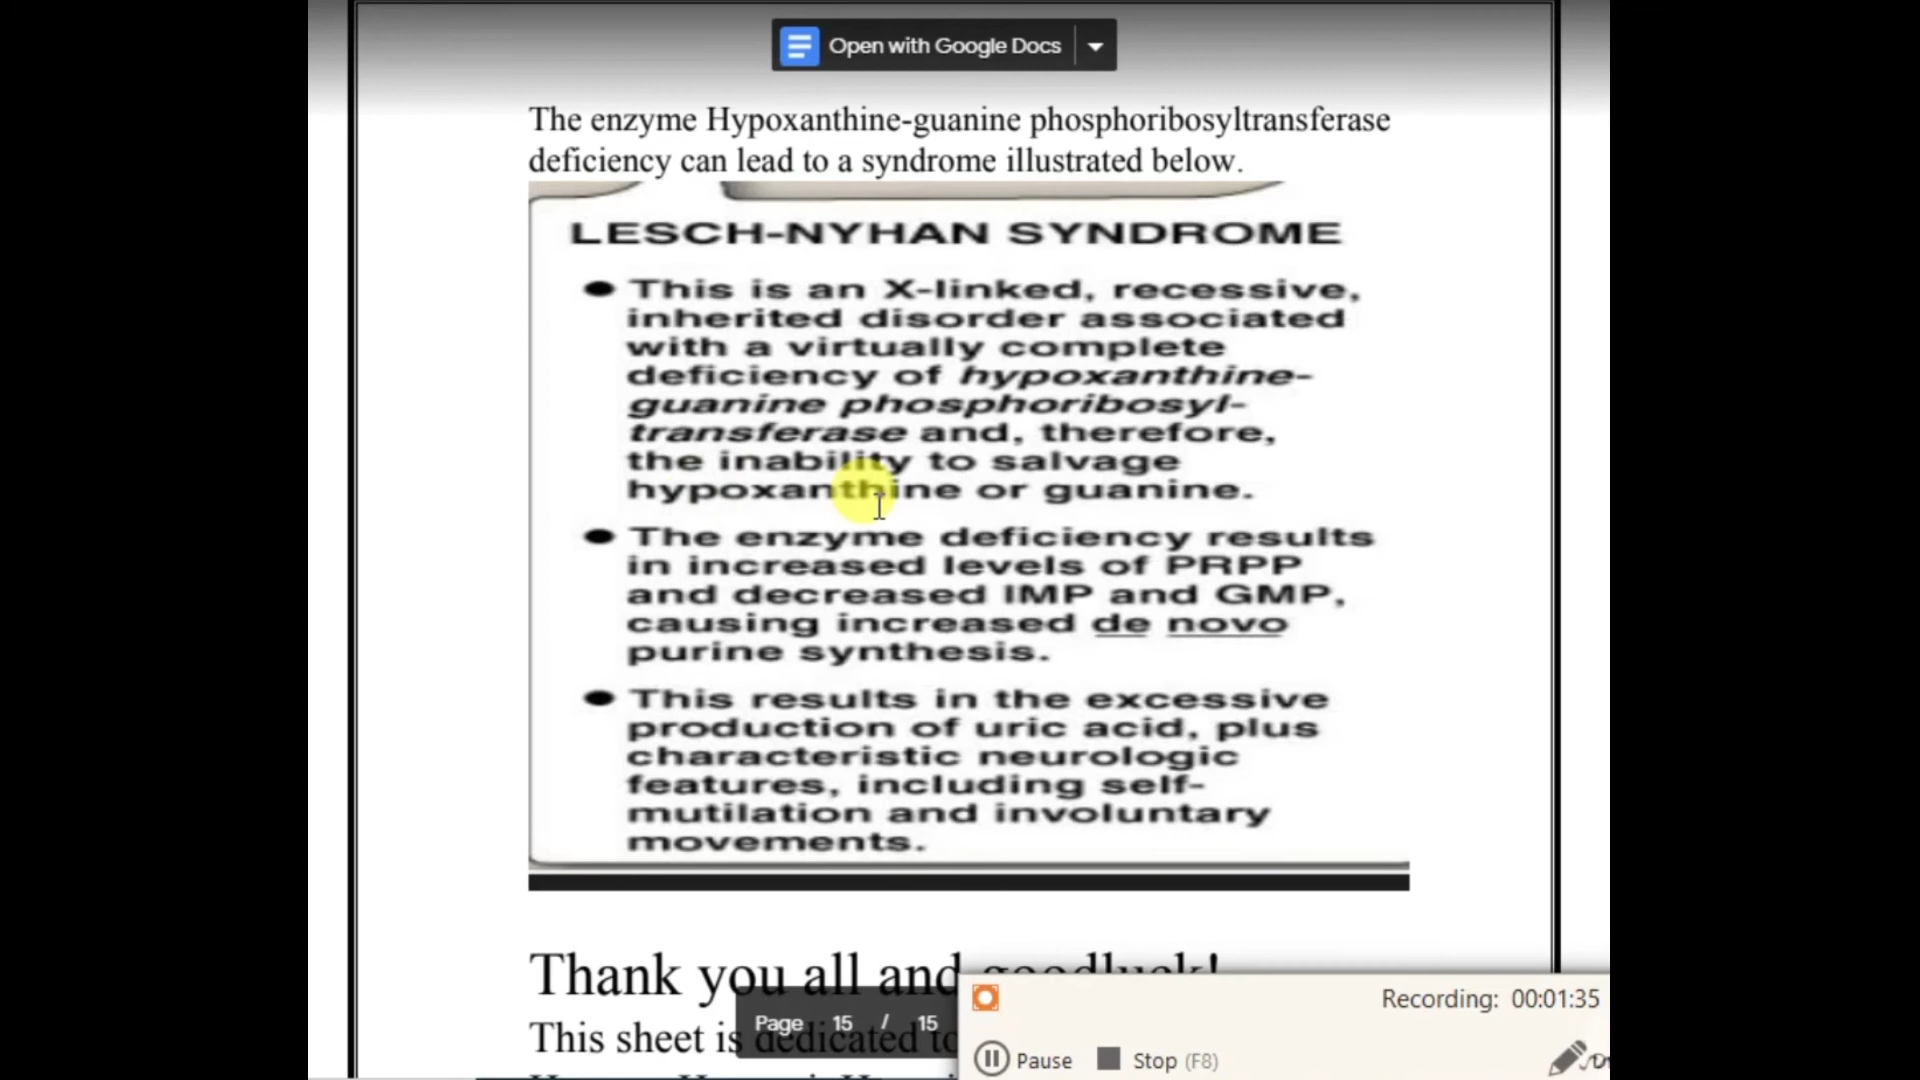 Open with Google Docs
The enzyme Hypoxanthine-guanine phosphoribosyltransferase
deficiency can lead to a syndrome illustrated below.
LESCH-NYHAN SYNDROME
● This is an X-linked, recessive,
inherited disorder associated
with a virtually complete
deficiency of hypoxanthine-
guanine phosphoribosyl-
transferase and, therefore,
the inability to salvage
hypoxanthine or guanine.
● The enzyme deficiency results
in increased levels of PRPP
and decreased IMP and GMP,
causing increased de novo
purine synthesis.
● This results in the excessive
production of uric acid, plus
characteristic neurologic
features, including self-
mutilation and involuntary
movements.
Thank you all and goodluck!
This sheet is dedicated to
Page 15 / 15
Recording: 00:01:35
Pause Stop (F8)